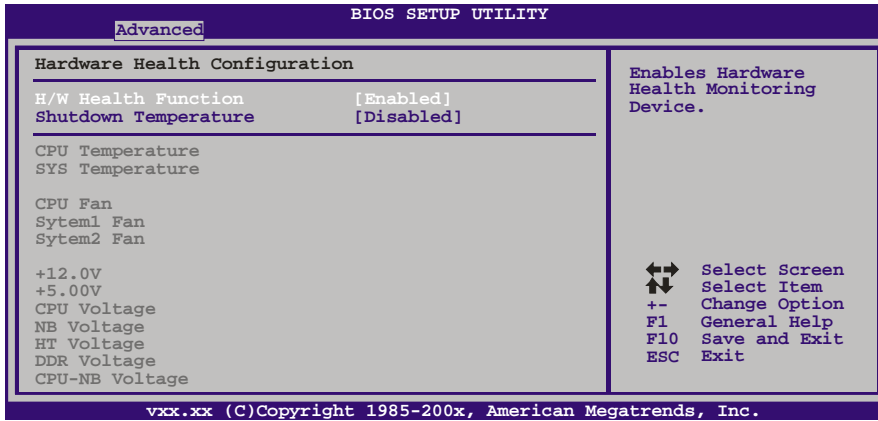 BIOS SETUP UTILITY
Advanced
Hardware Health Configuration
H/W Health Function [Enabled]
Shutdown Temperature [Disabled]
CPU Temperature
SYS Temperature
CPU Fan
Sytem1 Fan
Sytem2 Fan
+12.0V
+5.00V
CPU Voltage
NB Voltage
HT Voltage
DDR Voltage
CPU-NB Voltage
Enables Hardware
Health Monitoring
Device.
Select Screen
Select Item
+- Change Option
F1 General Help
F10 Save and Exit
ESC Exit
vxx.xx (C)Copyright 1985-200x, American Megatrends, Inc.